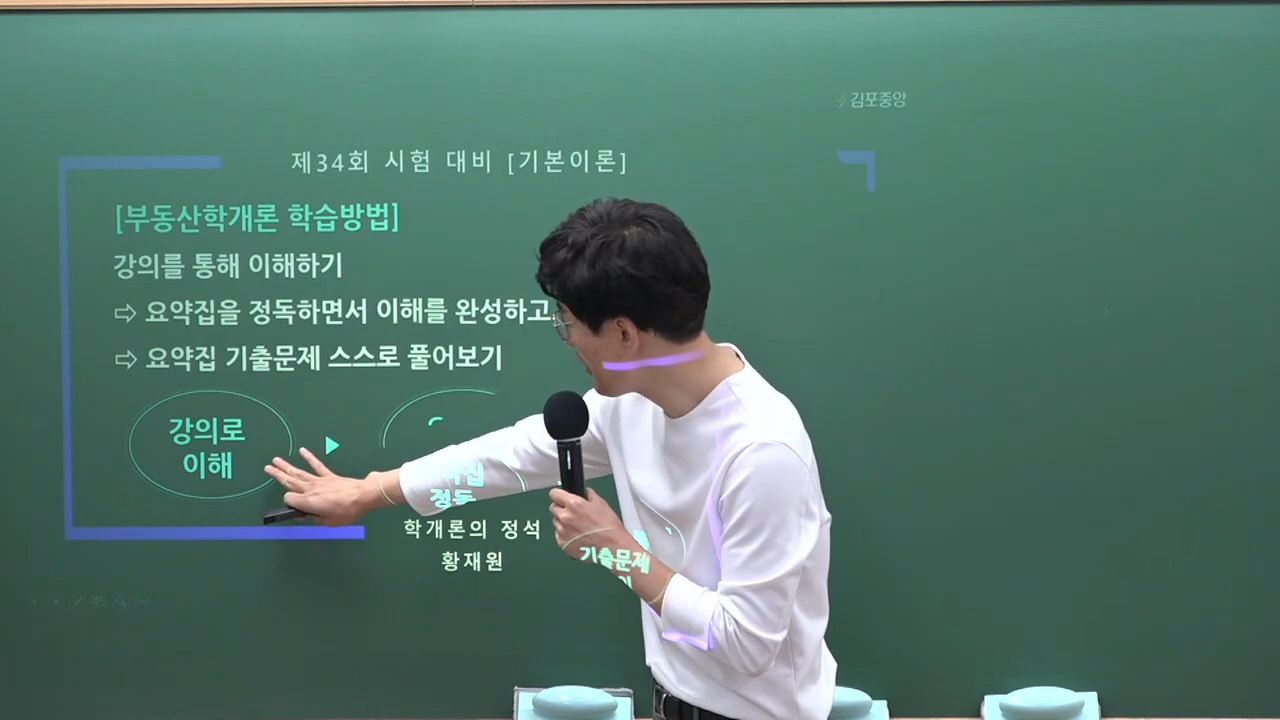 김포중앙
제34회 시험 대비 [기본이론]
[부동산학개론 학습방법]
강의를 통해 이해하기
⇨ 요약집을 정독하면서 이해를 완성하고
⇨ 요약집 기출문제 스스로 풀어보기
강의로
이해
정독
기출문제
학개론의 정석
황재원